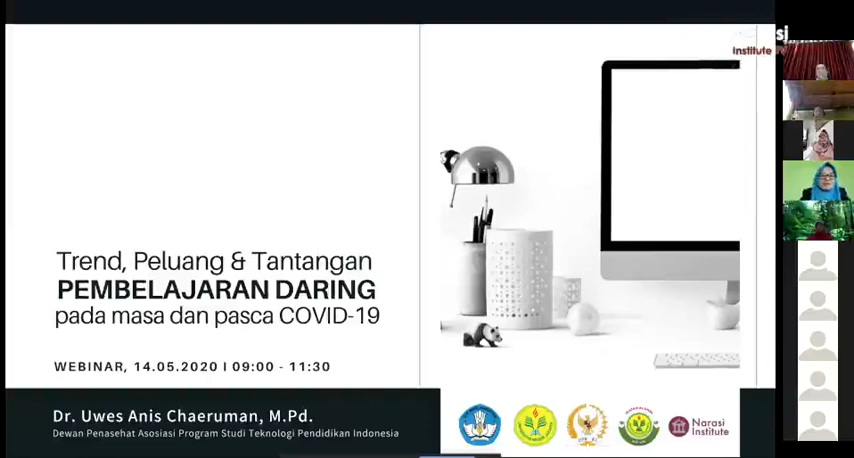 Trend, Peluang & Tantangan
PEMBELAJARAN DARING
pada masa dan pasca COVID-19
WEBINAR, 14.05.2020 I 09:00 - 11:30
Dr. Uwes Anis Chaeruman, M.Pd.
Dewan Penasehat Asosiasi Program Studi Teknologi Pendidikan Indonesia
Narasi
Institute
Institute